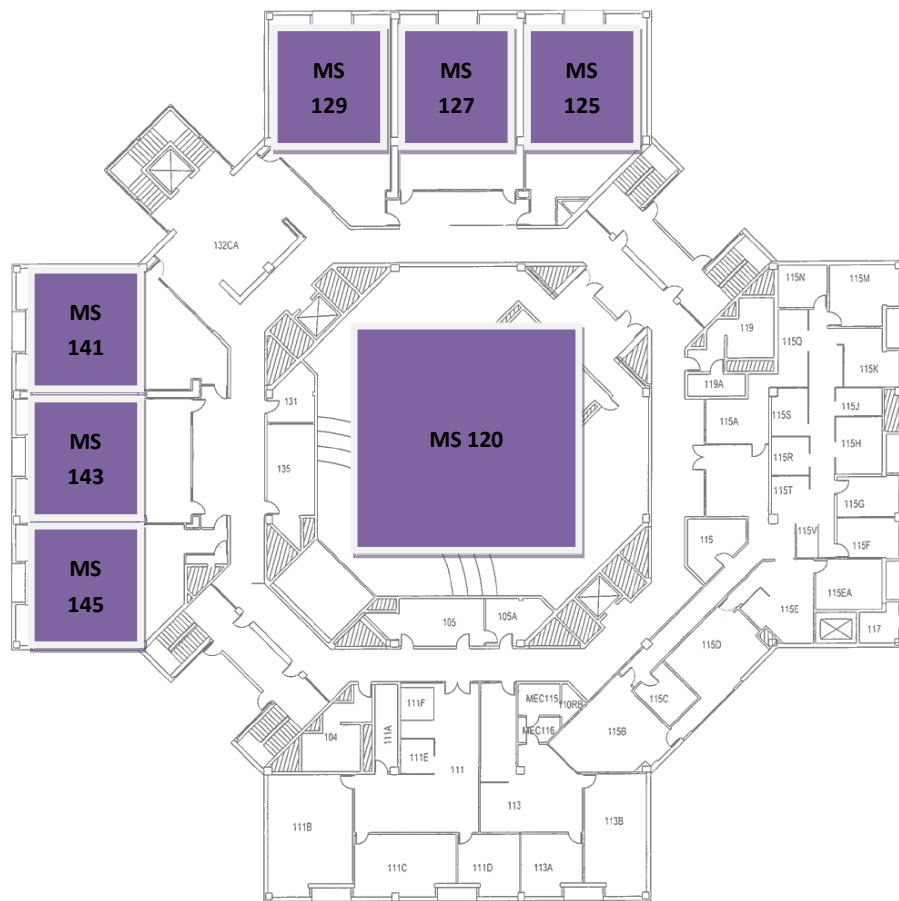 MS
129
MS
127
MS
125
132CA
115N
115M
MS
141
119
115Q
115K
119A
131
115J
115A
115S
MS
143
MS 120
115H
135
115R
115T
115G
115V
115
115F
MS
145
115EA
115E
105
105A
117
115D
111F
MEC115
110RB
115C
111A
104
MEC116
115B
111E
111
113
111B
113B
111C
111D
113A